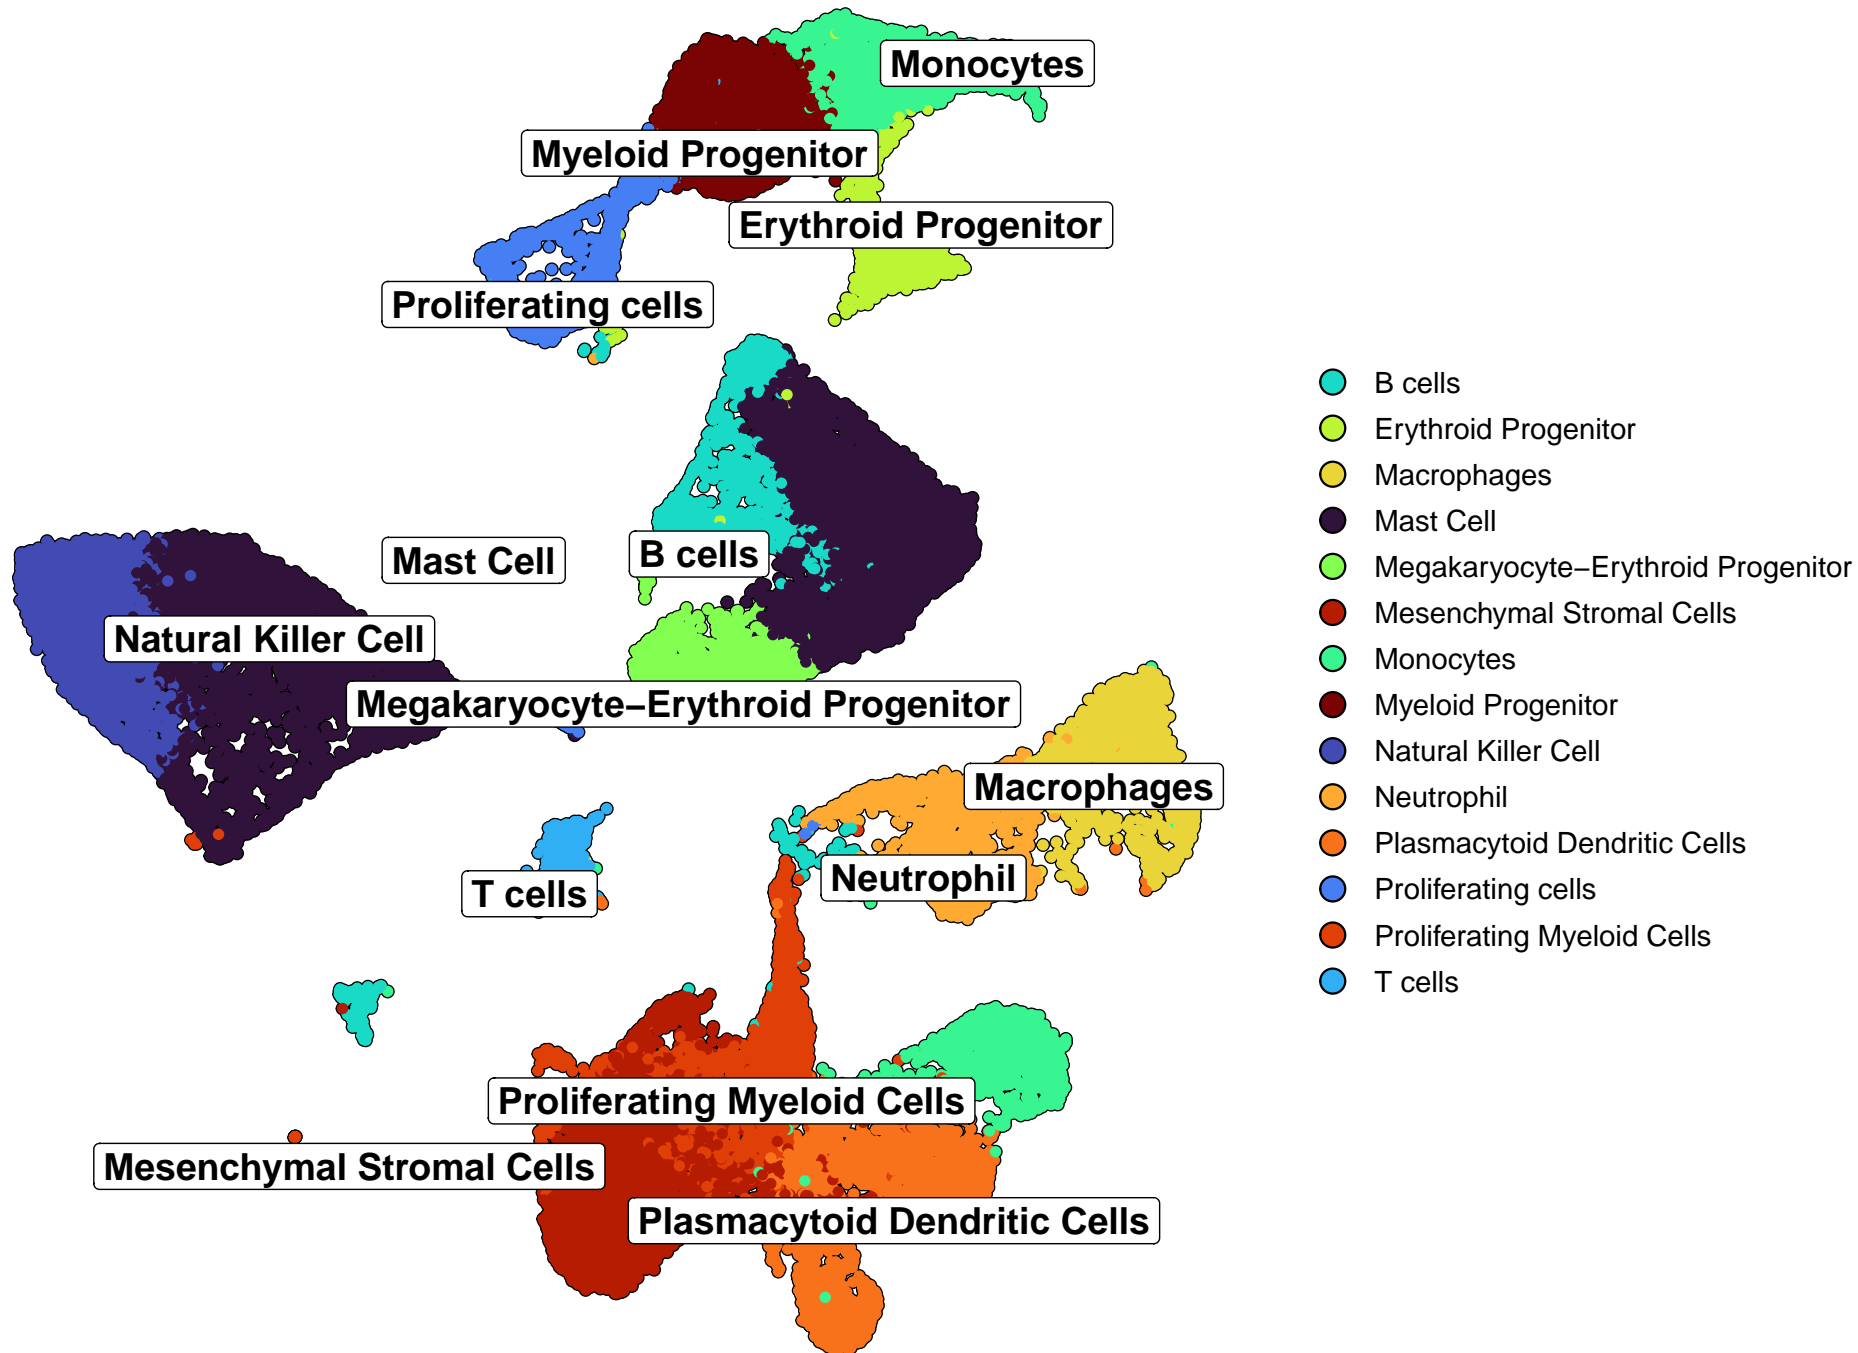 Monocytes
Myeloid Progenitor
Erythroid Progenitor
Proliferating cells
Mast Cell
B cells
Natural Killer Cell
Megakaryocyte−Erythroid Progenitor
Macrophages
Neutrophil
T cells
Proliferating Myeloid Cells
Mesenchymal Stromal Cells
Plasmacytoid Dendritic Cells
B cells
Erythroid Progenitor
Macrophages
Mast Cell
Megakaryocyte−Erythroid Progenitor
Mesenchymal Stromal Cells
Monocytes
Myeloid Progenitor
Natural Killer Cell
Neutrophil
Plasmacytoid Dendritic Cells
Proliferating cells
Proliferating Myeloid Cells
T cells